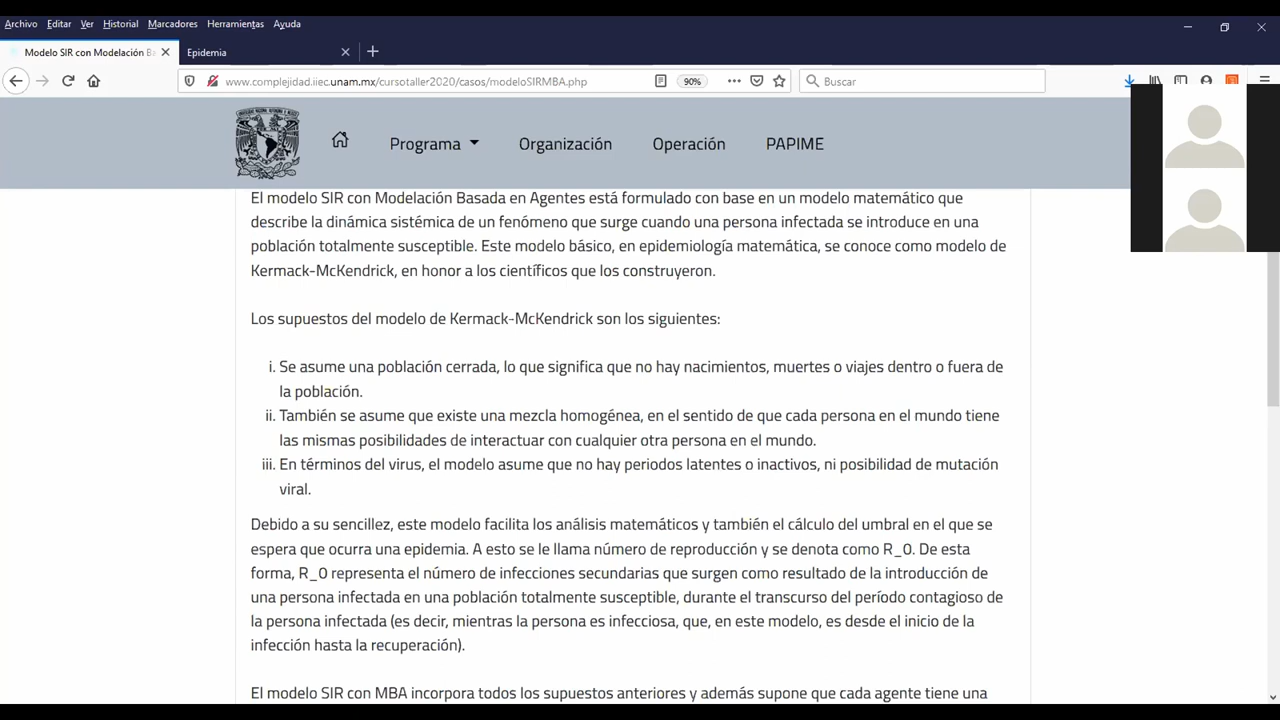 Archivo Editar Ver Historial Marcadores Herramientas Ayuda
Modelo SIR con Modelación Ba
Epidemia
www.complejidad.iiec.unam.mx/cursotaller2020/casos/modeloSIRMBA.php
90%
Buscar
Programa Organización Operación PAPIME
El modelo SIR con Modelación Basada en Agentes está formulado con base en un modelo matemático que
describe la dinámica sistémica de un fenómeno que surge cuando una persona infectada se introduce en una
población totalmente susceptible. Este modelo básico, en epidemiología matemática, se conoce como modelo de
Kermack-McKendrick, en honor a los científicos que los construyeron.
Los supuestos del modelo de Kermack-McKendrick son los siguientes:
i. Se asume una población cerrada, lo que significa que no hay nacimientos, muertes o viajes dentro o fuera de
la población.
ii. También se asume que existe una mezcla homogénea, en el sentido de que cada persona en el mundo tiene
las mismas posibilidades de interactuar con cualquier otra persona en el mundo.
iii. En términos del virus, el modelo asume que no hay periodos latentes o inactivos, ni posibilidad de mutación
viral.
Debido a su sencillez, este modelo facilita los análisis matemáticos y también el cálculo del umbral en el que se
espera que ocurra una epidemia. A esto se le llama número de reproducción y se denota como R_0. De esta
forma, R_0 representa el número de infecciones secundarias que surgen como resultado de la introducción de
una persona infectada en una población totalmente susceptible, durante el transcurso del período contagioso de
la persona infectada (es decir, mientras la persona es infecciosa, que, en este modelo, es desde el inicio de la
infección hasta la recuperación).
El modelo SIR con MBA incorpora todos los supuestos anteriores y además supone que cada agente tiene una